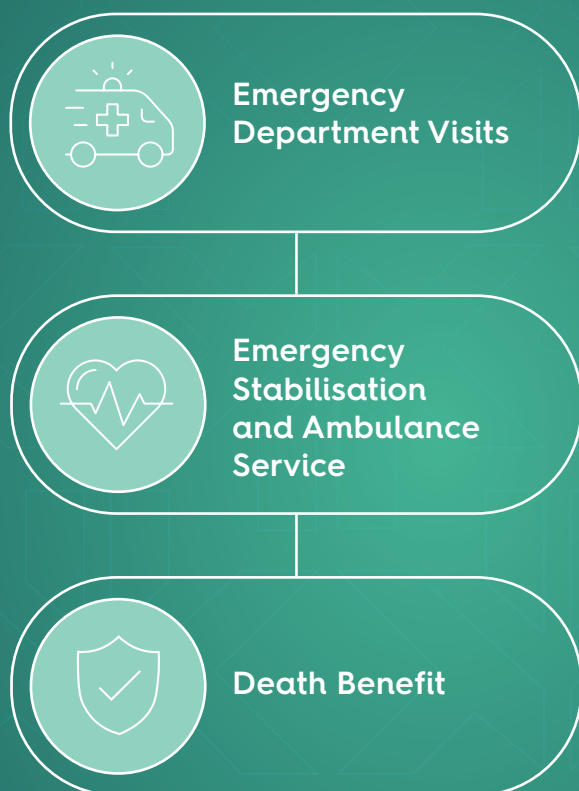 Emergency
Department Visits
Emergency
Stabilisation
and Ambulance
Service
Death Benefit